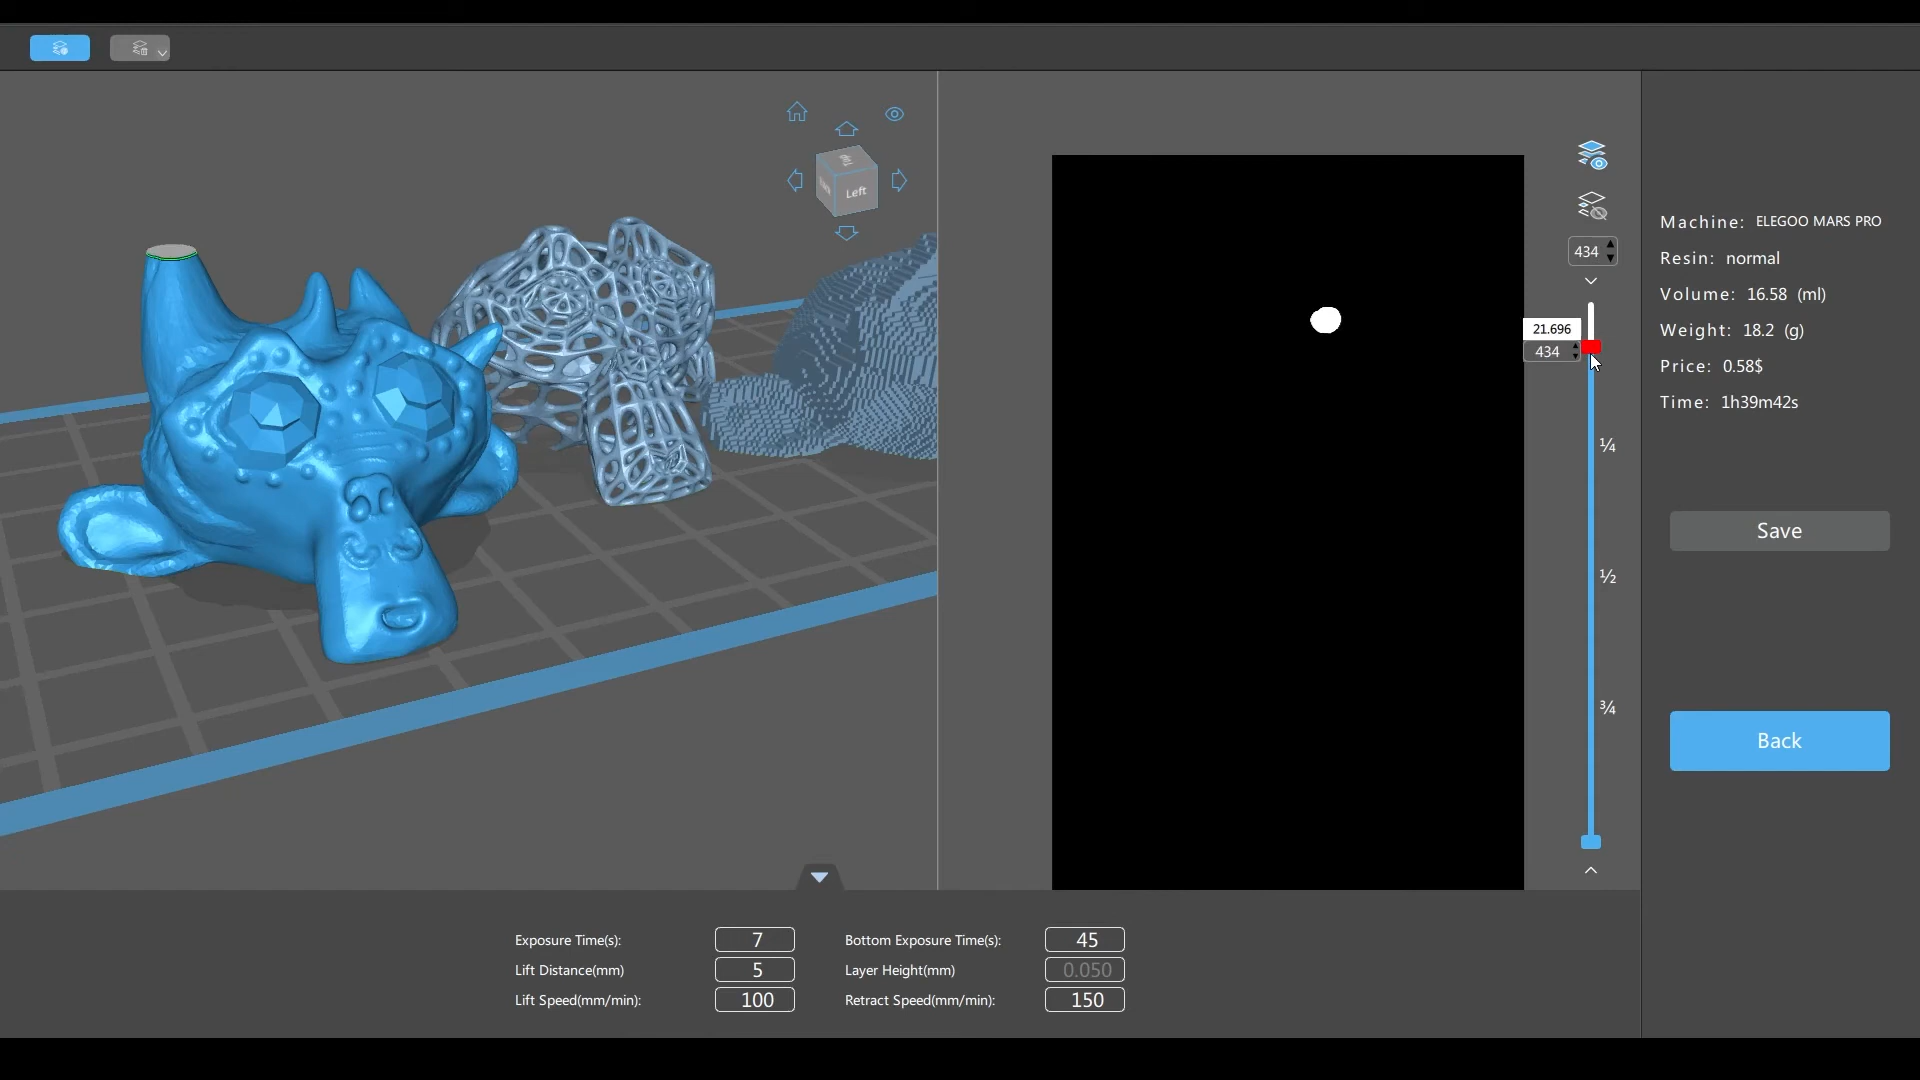 Left
434
21.696
434
¼
½
¾
Machine: ELEGOO MARS PRO
Resin: normal
Volume: 16.58 (ml)
Weight: 18.2 (g)
Price: 0.58$
Time: 1h39m42s
Save
Back
Exposure Time(s): 7 Bottom Exposure Time(s): 45
Lift Distance(mm) 5 Layer Height(mm) 0.050
Lift Speed(mm/min): 100 Retract Speed(mm/min): 150